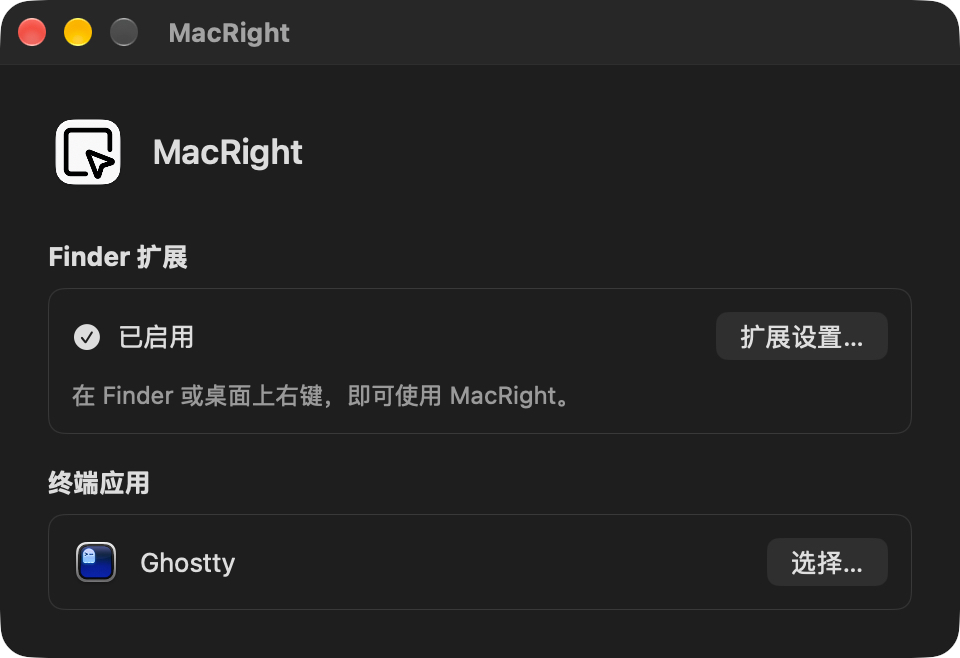 MacRight
MacRight
Finder 扩展
已启用
扩展设置...
在 Finder 或桌面上右键，即可使用 MacRight。
终端应用
Ghostty
选择...